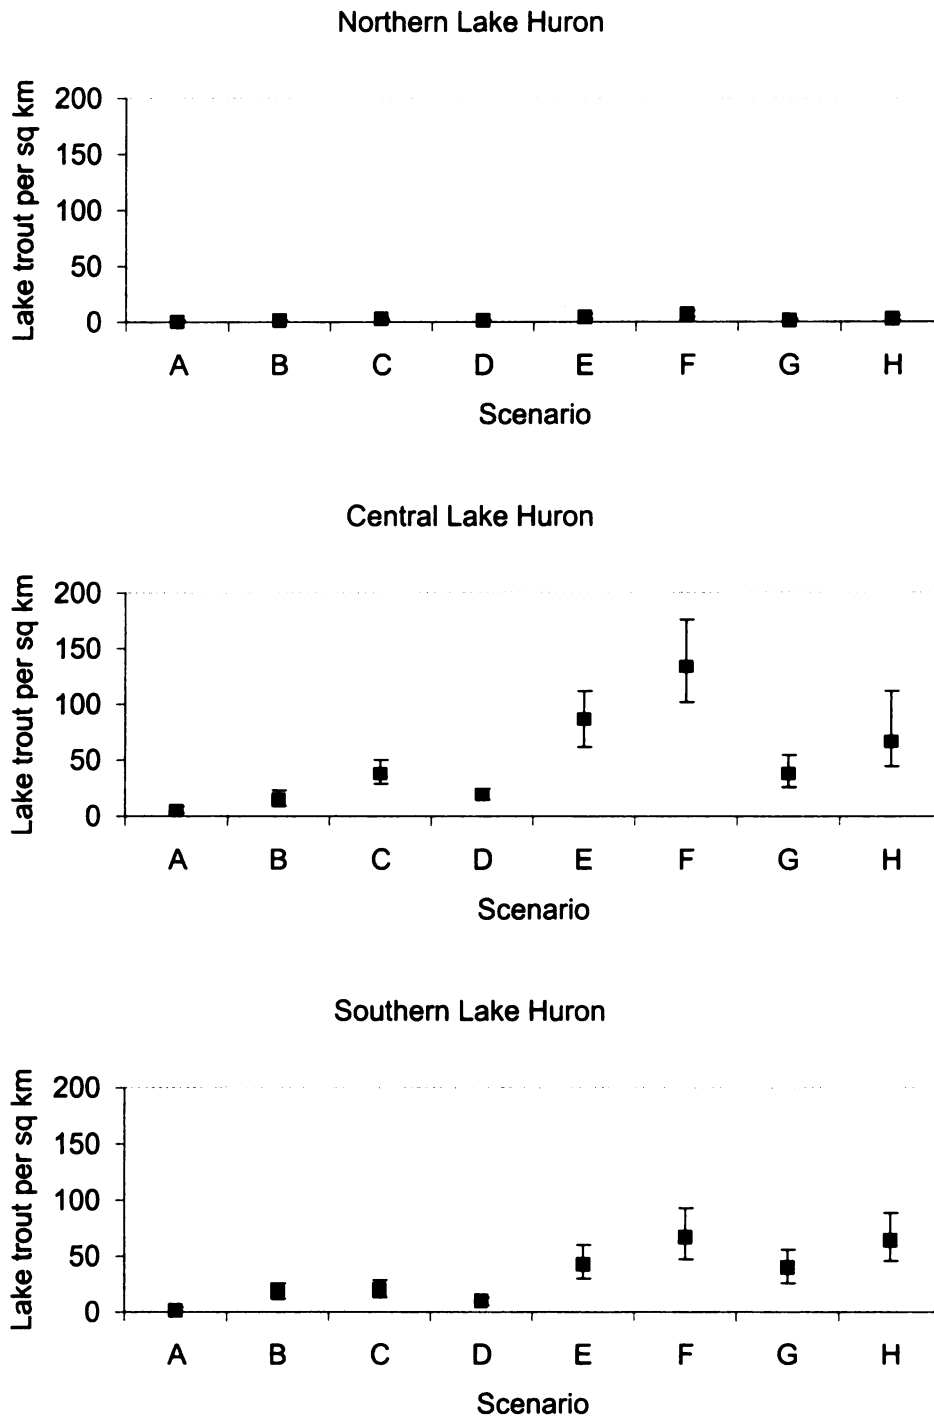 Northern Lake Huron
Lake trout per sq km
200
150
100
50
0
A B C D E F G H
Scenario
Central Lake Huron
Lake trout per sq km
200
150
100
50
0
A B C D E F G H
Scenario
Southern Lake Huron
Lake trout per sq km
200
150
100
50
0
A B C D E F G H
Scenario